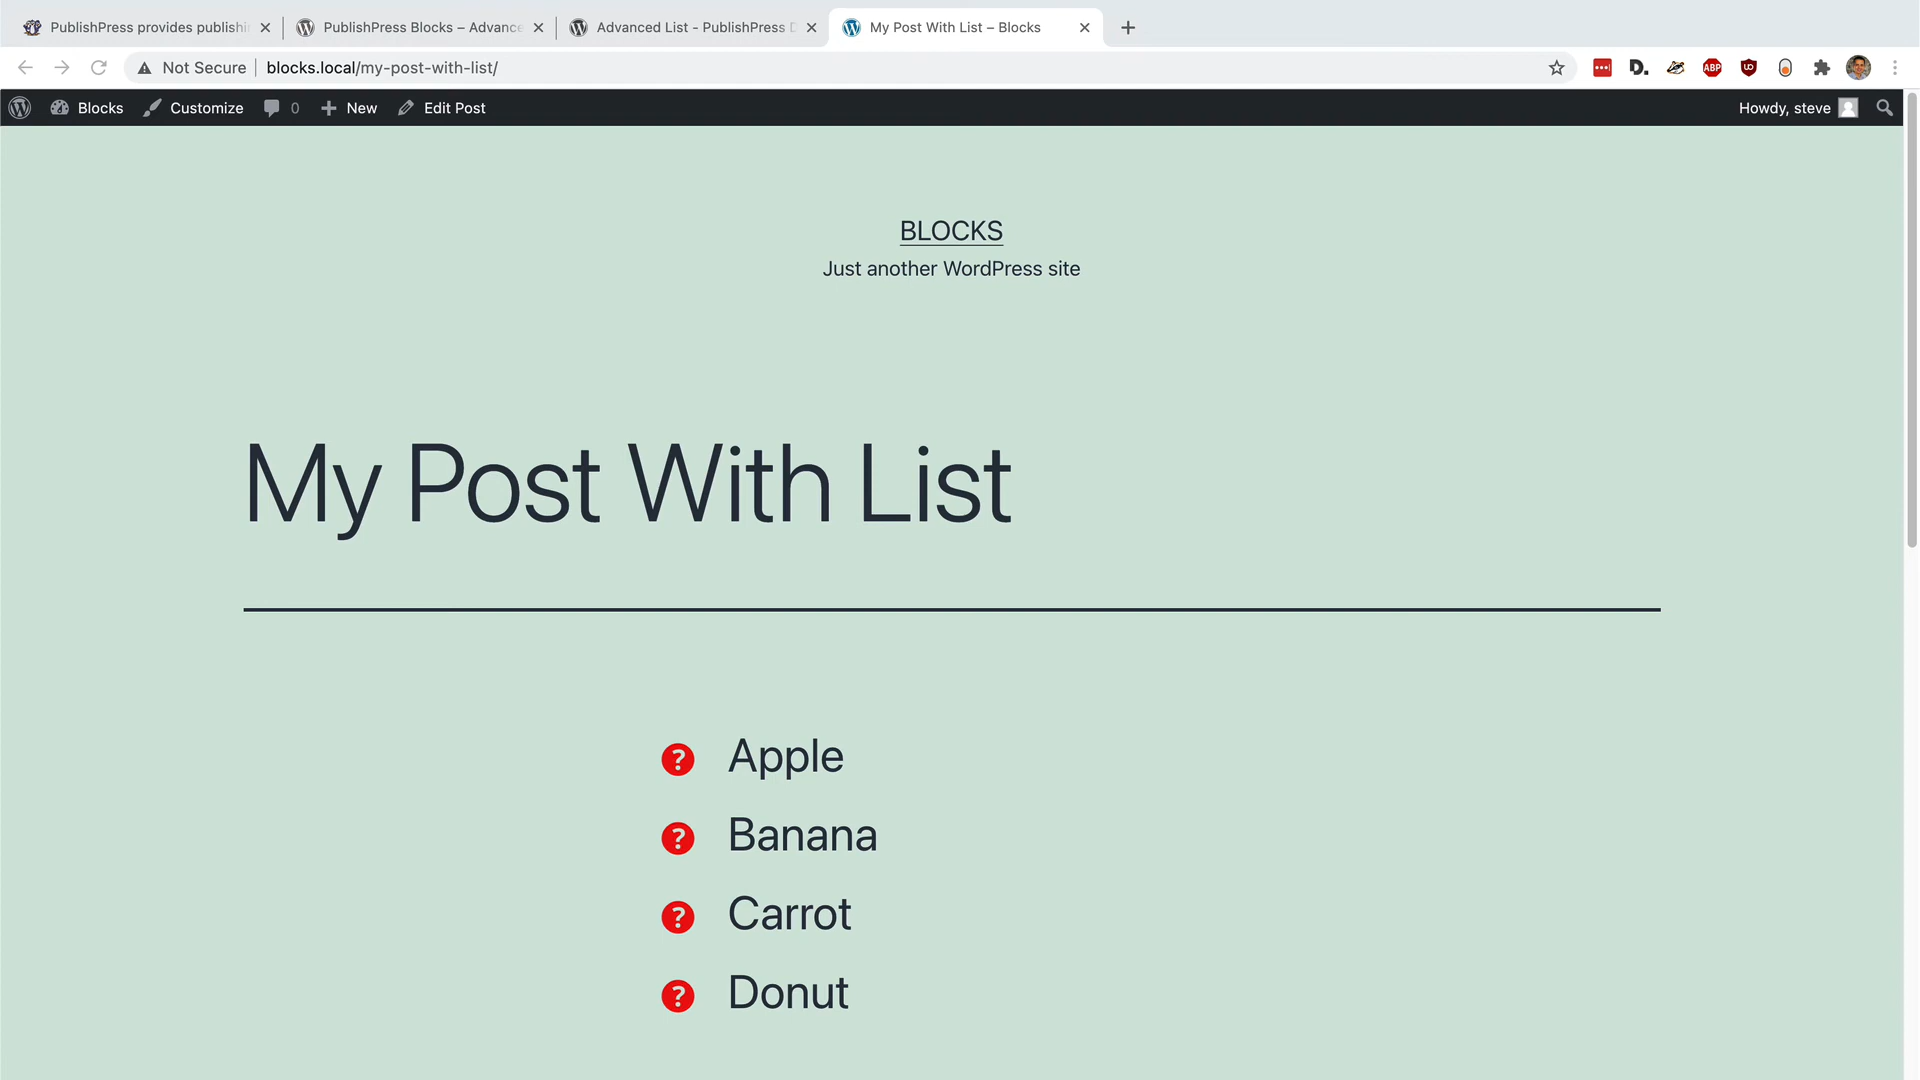 PublishPress provides publishi
PublishPress Blocks – Advance
Advanced List - PublishPress D
My Post With List – Blocks
Not Secure blocks.local/my-post-with-list/
D.
ABP
UO
Blocks Customize 0 New Edit Post
Howdy, steve
BLOCKS
Just another WordPress site
My Post With List
? Apple
? Banana
? Carrot
? Donut